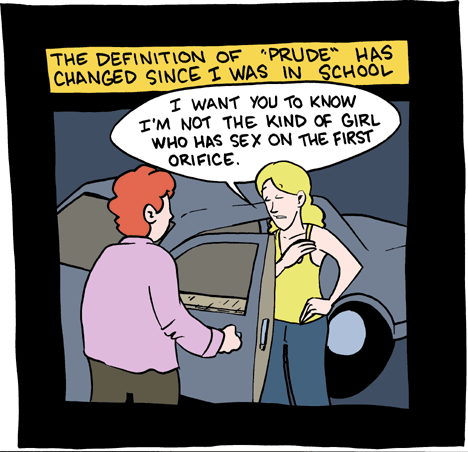 THE DEFINITION OF "PRUDE" HAS
CHANGED SINCE I WAS IN SCHOOL
I WANT YOU TO KNOW
I'M NOT THE KIND OF GIRL
WHO HAS SEX ON THE FIRST
ORIFICE.